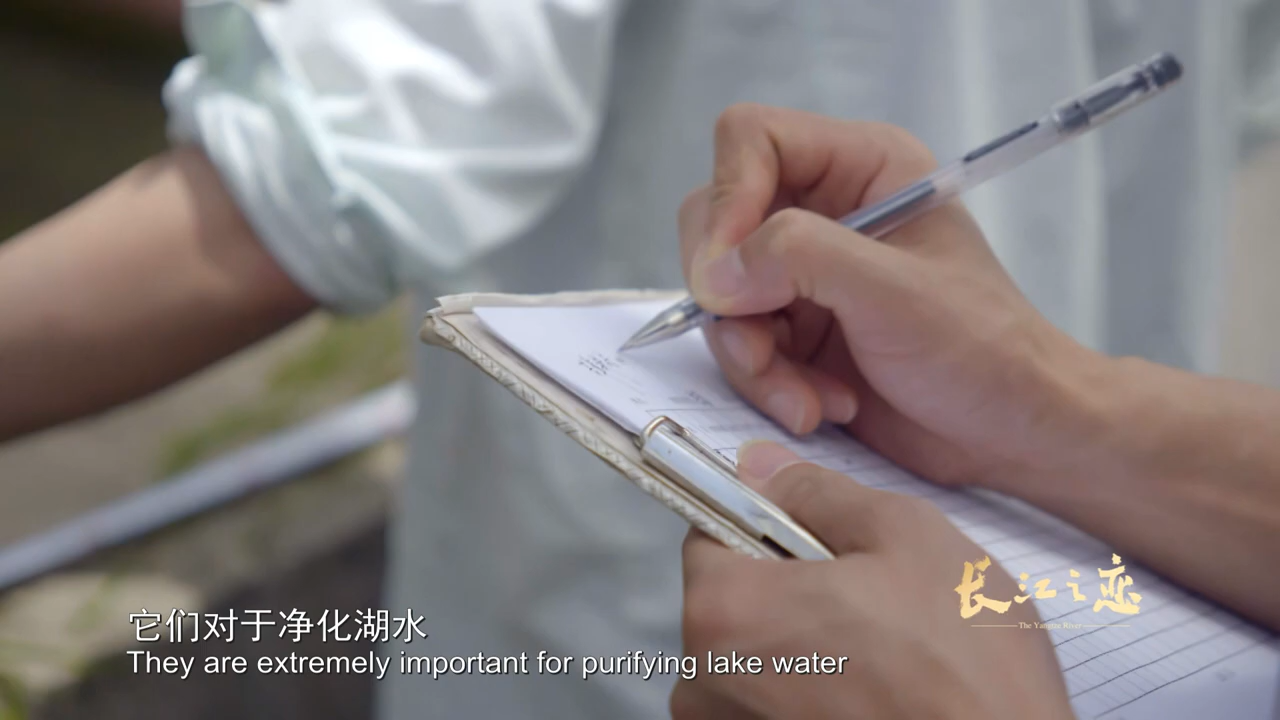 它们对于净化湖水
They are extremely important for purifying lake water
长江之恋
The Yangtze River